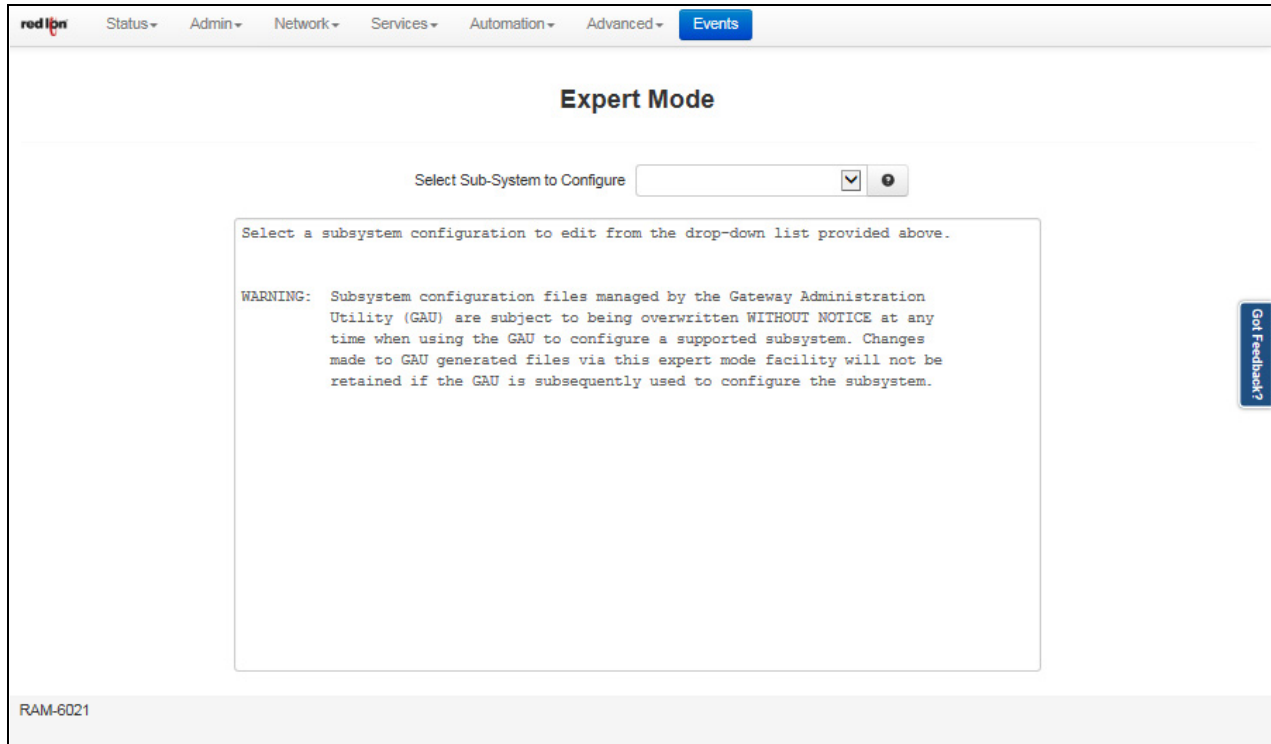 red lion Status Admin Network Services Automation Advanced Events
Expert Mode
Select Sub-System to Configure
Select a subsystem configuration to edit from the drop-down list provided above.
WARNING: Subsystem configuration files managed by the Gateway Administration
Utility (GAU) are subject to being overwritten WITHOUT NOTICE at any
time when using the GAU to configure a supported subsystem. Changes
made to GAU generated files via this expert mode facility will not be
retained if the GAU is subsequently used to configure the subsystem.
Got Feedback?
RAM-6021